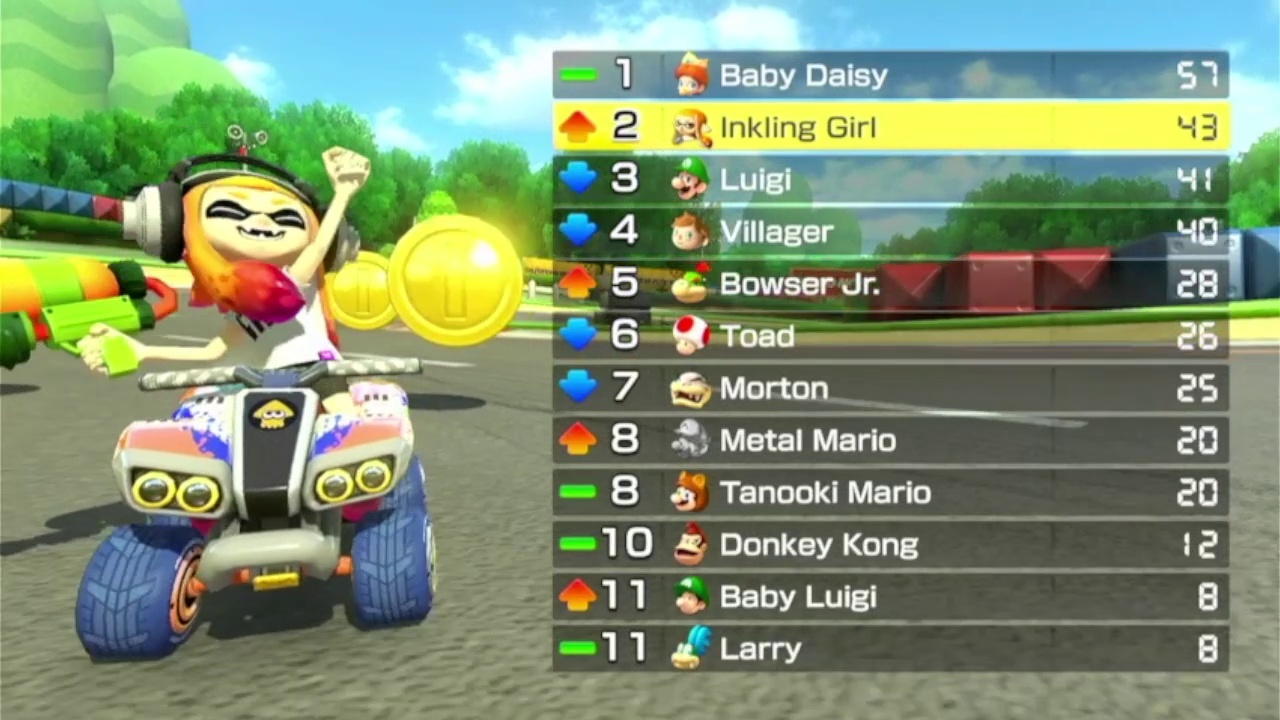 1 Baby Daisy 57
2 Inkling Girl 43
3 Luigi 41
4 Villager 40
5 Bowser Jr. 28
6 Toad 26
7 Morton 25
8 Metal Mario 20
8 Tanooki Mario 20
10 Donkey Kong 12
11 Baby Luigi 8
11 Larry 8